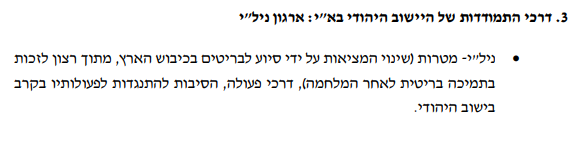 3. דרכי התמודדות של היישוב היהודי בא״י: ארגון ניל״י
• ניל״י- מטרות (שינוי המציאות על ידי סיוע לבריטים בכיבוש הארץ, מתוך רצון לזכות
בתמיכה בריטית לאחר המלחמה), דרכי פעולה, הסיבות להתנגדות לפעולותיו בקרב
בישוב היהודי.